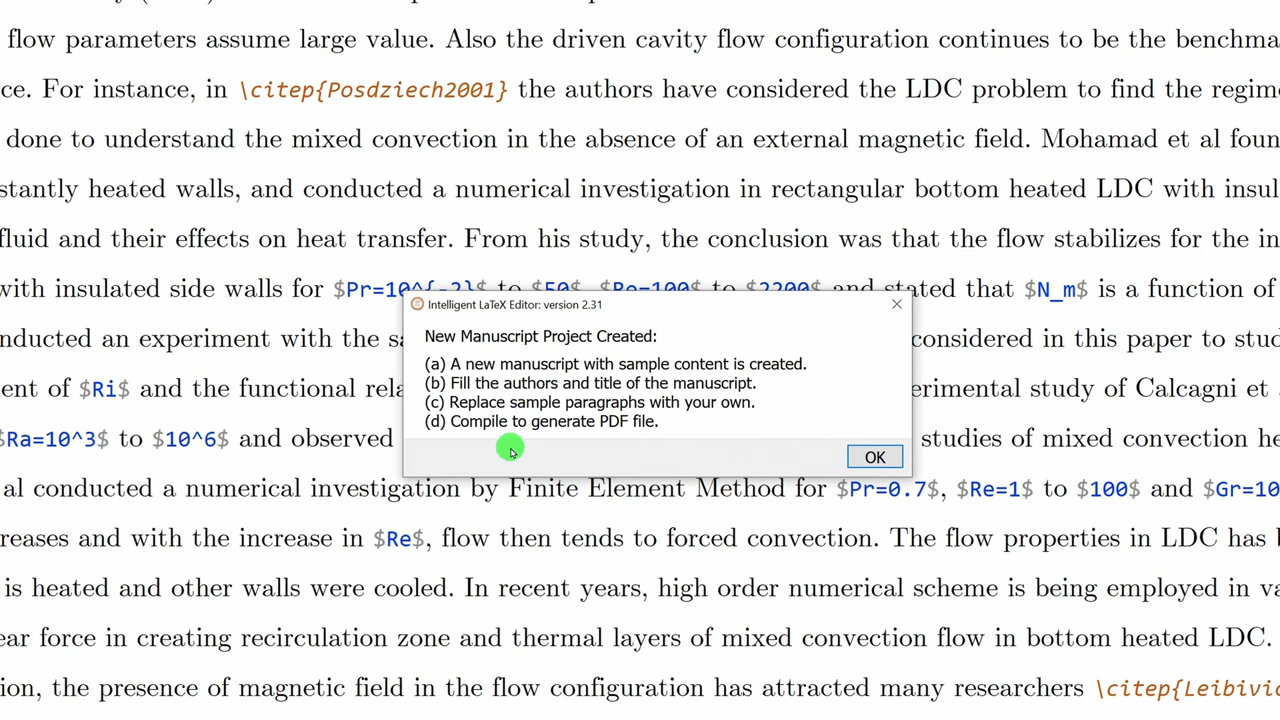 flow parameters assume large value. Also the driven cavity flow configuration continues to be the
ce. For instance, in \citep{Posdziech2001} the authors have considered the LDC problem to find the
done to understand the mixed convection in the absence of an external magnetic field. Mohamad et al
heated walls, and conducted a numerical investigation in rectangular bottom heated LDC with
fluid and their effects on heat transfer. From his study, the conclusion was that the flow stabilizes for the
with insulated side walls for $Pr=10^{-2}$ to $50$, $Re=100$ to $2200$ and stated that $N_m$ is a function of
Intelligent LaTeX Editor: version 2.31
New Manuscript Project Created:
(a) A new manuscript with sample content is created.
(b) Fill the authors and title of the manuscript.
(c) Replace sample paragraphs with your own.
(d) Compile to generate PDF file.
OK
an experiment with the
considered in this paper to
ent of $Ri$ and the functional
study of Calcagni et
$Ra=10^3$ to $10^6$ and observed
studies of mixed convection
al conducted a numerical investigation by Finite Element Method for $Pr=0.7$, $Re=1$ to $100$ and $Gr=10
reases and with the increase in $Re$, flow then tends to forced convection. The flow properties in LDC has
is heated and other walls were cooled. In recent years, high order numerical scheme is being employed in
ear force in creating recirculation zone and thermal layers of mixed convection flow in bottom heated LDC.
ion, the presence of magnetic field in the flow configuration has attracted many researchers \citep{Leibivic